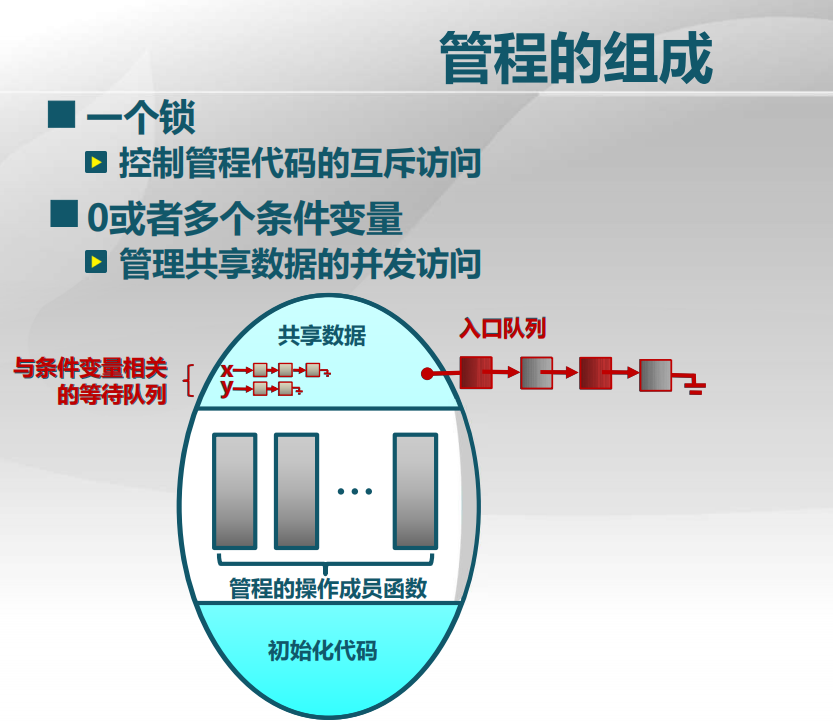 管程的组成
一个锁
控制管程代码的互斥访问
0或者多个条件变量
管理共享数据的并发访问
共享数据
入口队列
与条件变量相关
的等待队列
x
y
...
管程的操作成员函数
初始化代码